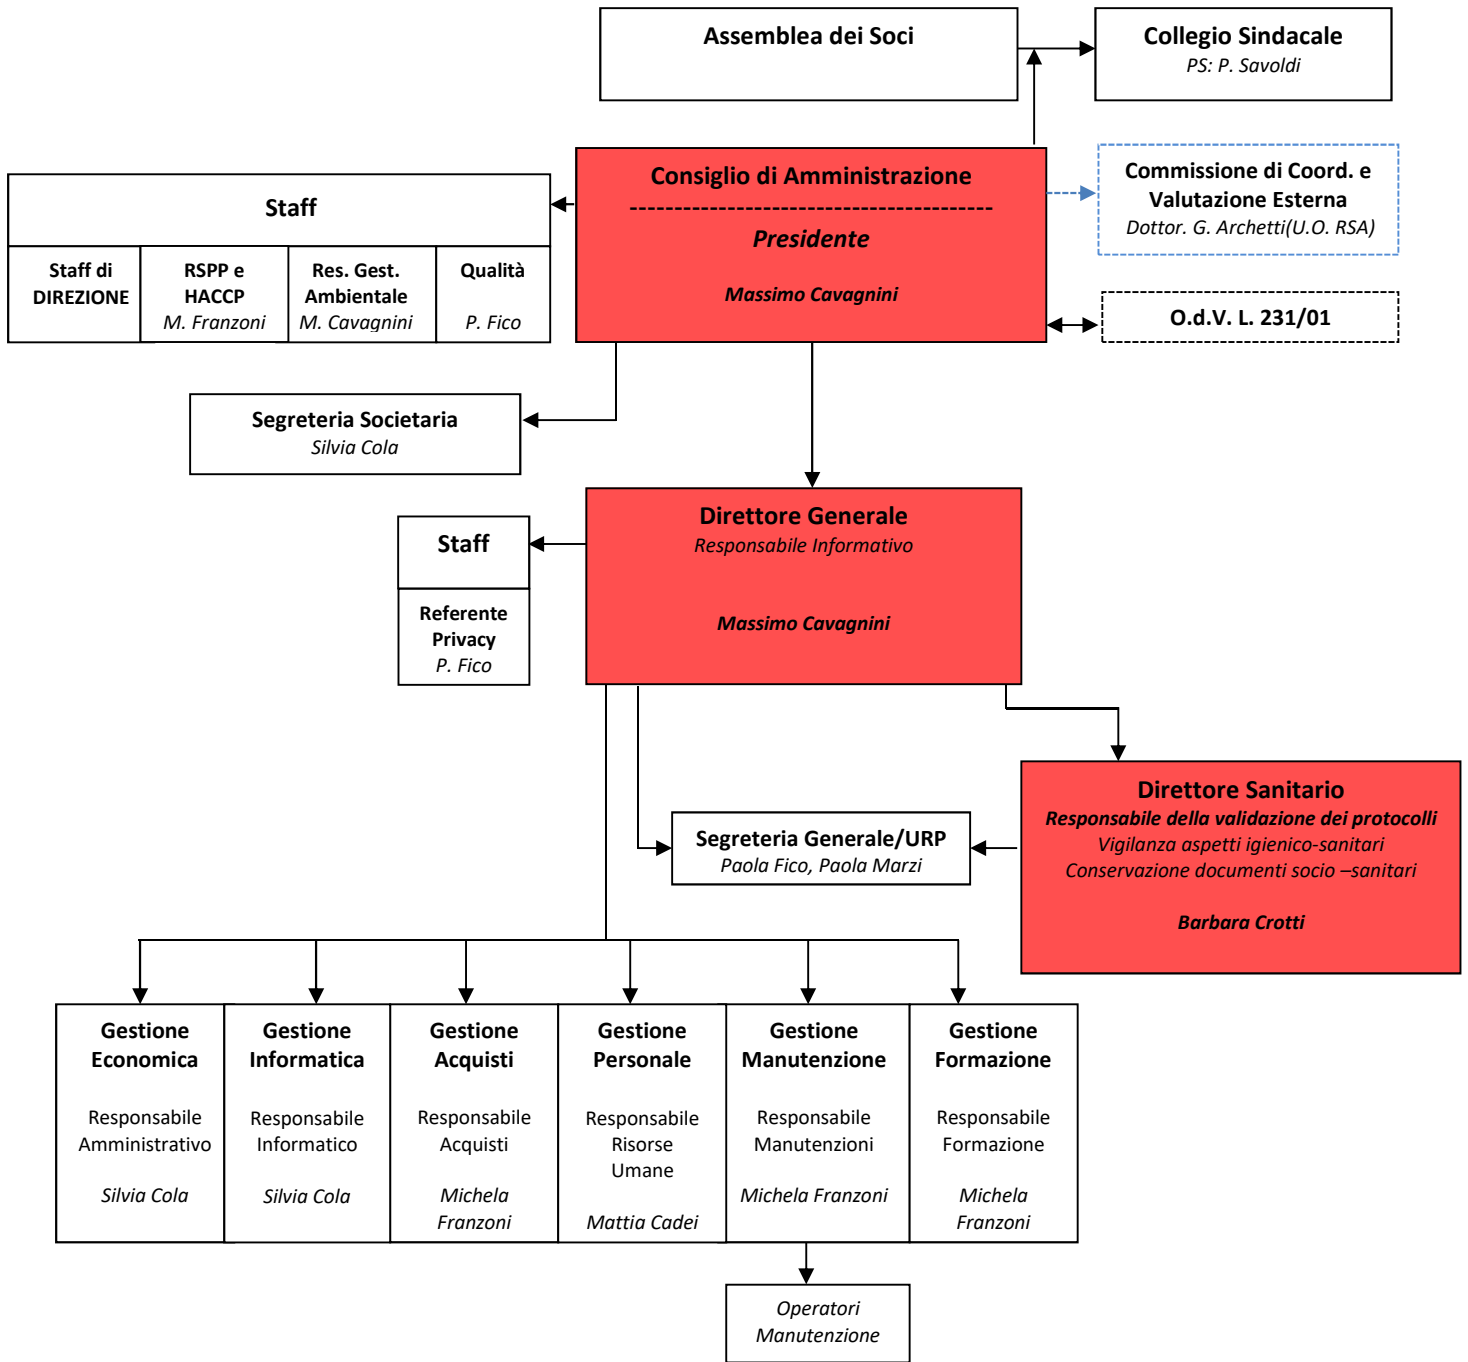 Assemblea dei Soci
Collegio Sindacale
PS: P. Savoldi
Consiglio di Amministrazione
-----------------------------------------
Presidente
Massimo Cavagnini
Commissione di Coord. e
Valutazione Esterna
Dottor. G. Archetti(U.O. RSA)
O.d.V. L. 231/01
Staff
Staff di
DIREZIONE
RSPP e
HACCP
M. Franzoni
Res. Gest.
Ambientale
M. Cavagnini
Qualità
P. Fico
Segreteria Societaria
Silvia Cola
Direttore Generale
Responsabile Informativo
Massimo Cavagnini
Staff
Referente
Privacy
P. Fico
Direttore Sanitario
Responsabile della validazione dei protocolli
Vigilanza aspetti igienico-sanitari
Conservazione documenti socio –sanitari
Barbara Crotti
Segreteria Generale/URP
Paola Fico, Paola Marzi
Gestione
Economica
Responsabile
Amministrativo
Silvia Cola
Gestione
Informatica
Responsabile
Informatico
Silvia Cola
Gestione
Acquisti
Responsabile
Acquisti
Michela
Franzoni
Gestione
Personale
Responsabile
Risorse
Umane
Mattia Cadei
Gestione
Manutenzione
Responsabile
Manutenzioni
Michela Franzoni
Gestione
Formazione
Responsabile
Formazione
Michela
Franzoni
Operatori
Manutenzione